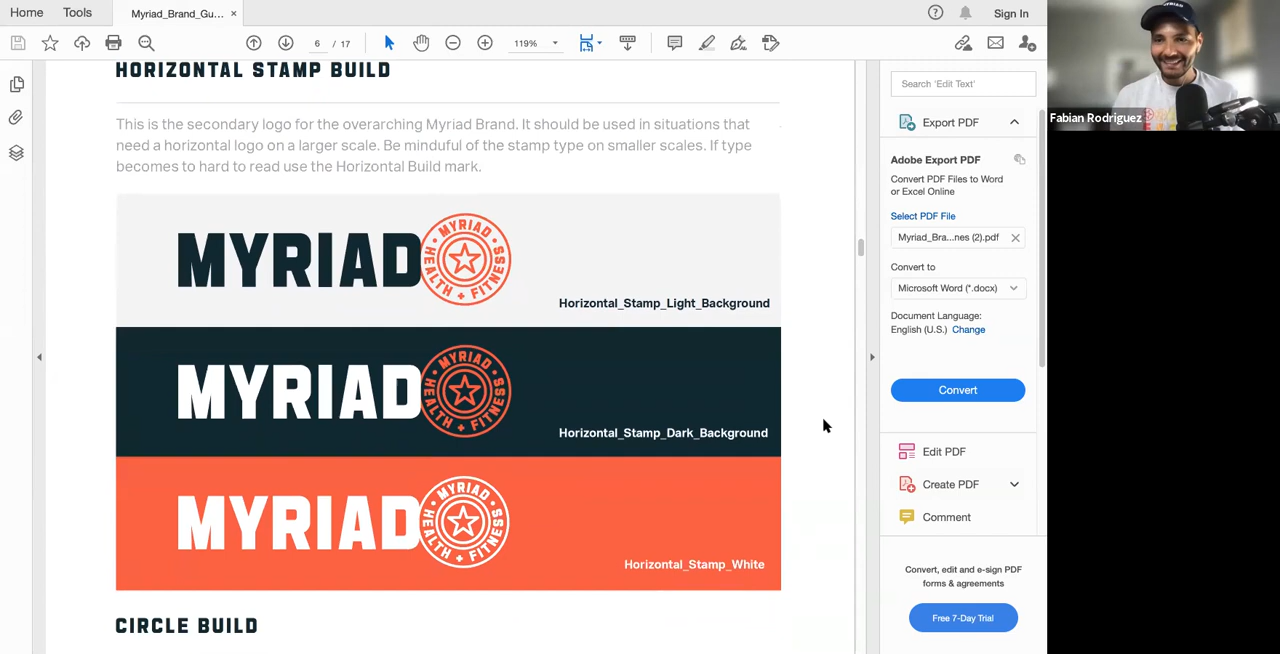 Home
Tools
Myriad_Brand_Gu...
×
Sign In
6 / 17
119%
HORIZONTAL STAMP BUILD
This is the secondary logo for the overarching Myriad Brand. It should be used in situations that
need a horizontal logo on a larger scale. Be minduful of the stamp type on smaller scales. If type
becomes to hard to read use the Horizontal Build mark.
MYRIAD
MYRIAD
HEALTH + FITNESS
Horizontal_Stamp_Light_Background
MYRIAD
MYRIAD
HEALTH + FITNESS
Horizontal_Stamp_Dark_Background
MYRIAD
MYRIAD
HEALTH + FITNESS
Horizontal_Stamp_White
CIRCLE BUILD
Search 'Edit Text'
Export PDF
Adobe Export PDF
Convert PDF Files to Word
or Excel Online
Select PDF File
Myriad_Bra...nes (2).pdf
Convert to
Microsoft Word (*.docx)
Document Language:
English (U.S.) Change
Convert
Edit PDF
Create PDF
Comment
Convert, edit and e-sign PDF
forms & agreements
Free 7-Day Trial
MYRIAD
Fabian Rodriguez